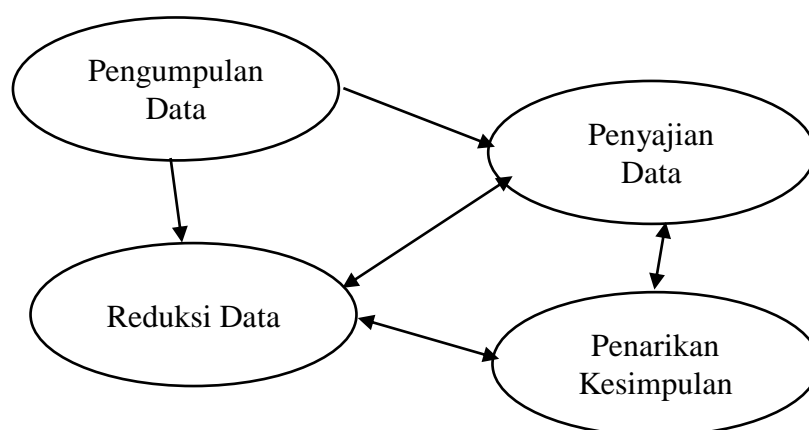 Pengumpulan
Data
Penyajian
Data
Reduksi Data
Penarikan
Kesimpulan